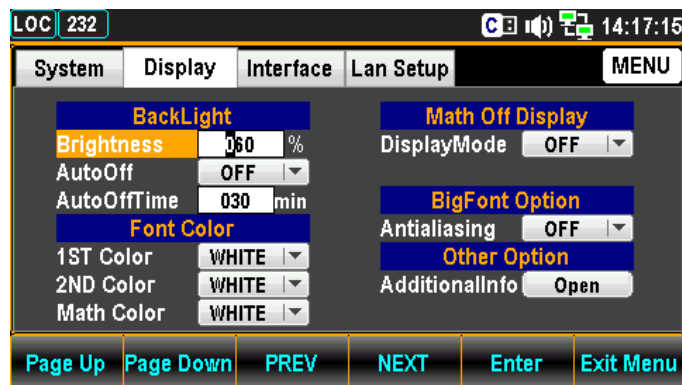 LOC 232 C 14:17:15
System Display Interface Lan Setup MENU
BackLight
Brightness 060 %
AutoOff OFF
AutoOffTime 030 min
Font Color
1ST Color WHITE
2ND Color WHITE
Math Color WHITE
Math Off Display
DisplayMode OFF
BigFont Option
Antialiasing OFF
Other Option
AdditionalInfo Open
Page Up Page Down PREV NEXT Enter Exit Menu